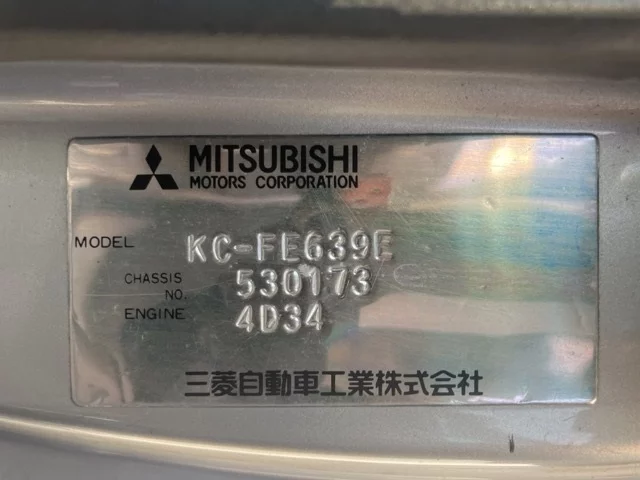 MITSUBISHI
MOTORS CORPORATION
MODEL KC-FE639E
CHASSIS NO. 530173
ENGINE 4D34
三菱自動車工業株式会社